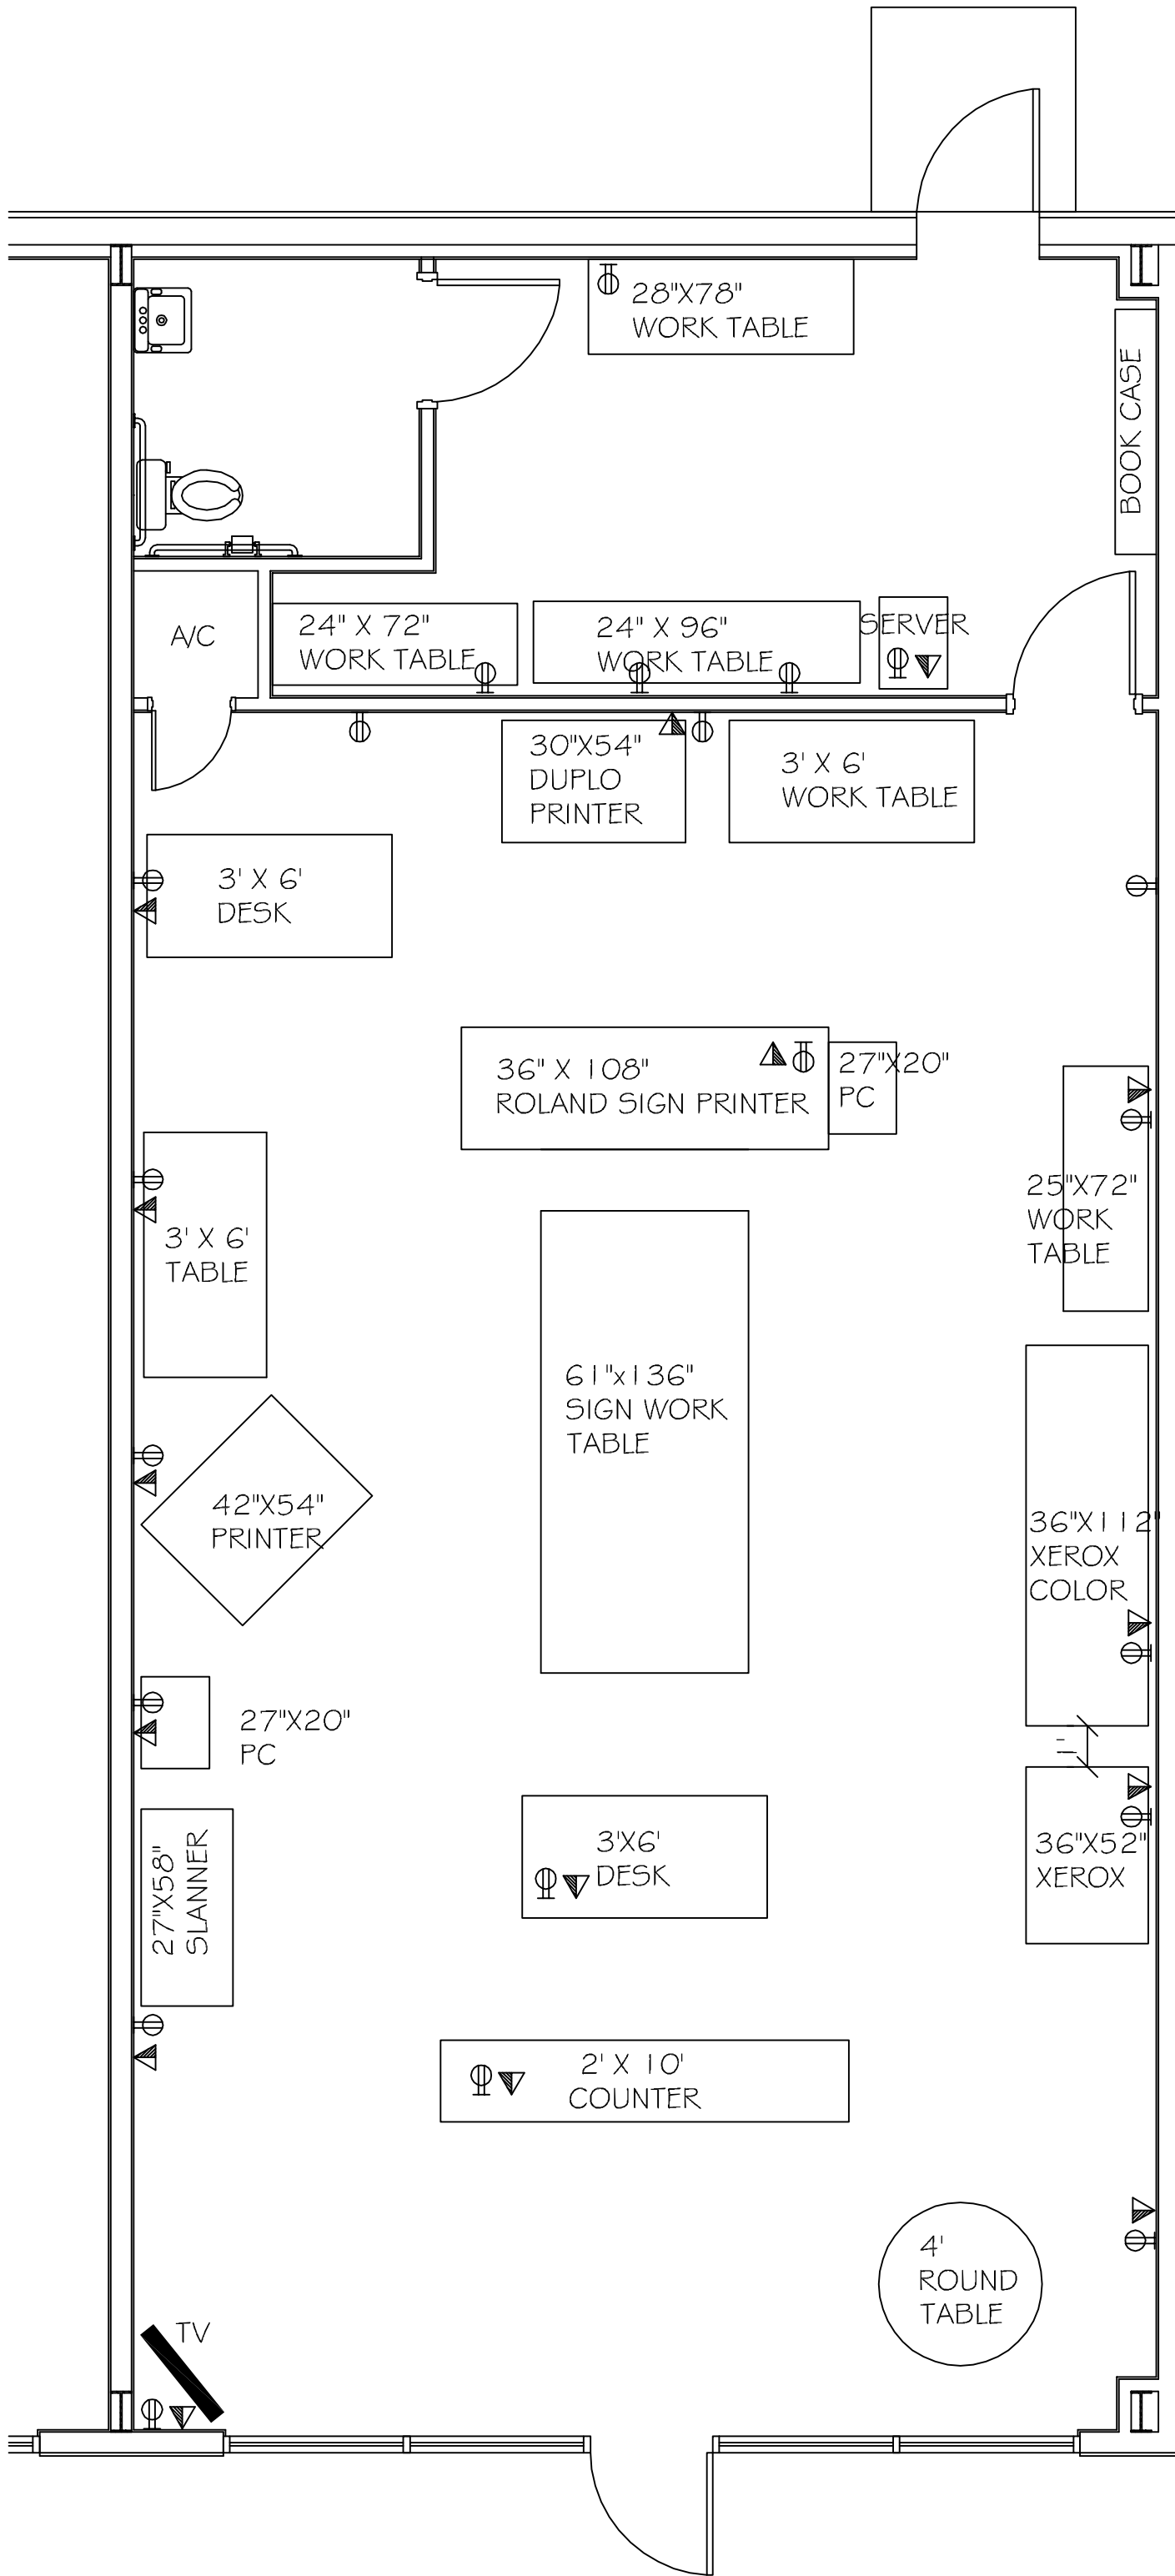 28"X78"
WORK TABLE
BOOK CASE
A/C
24" X 72"
WORK TABLE
24" X 96"
WORK TABLE
SERVER
30"X54"
DUPLO
PRINTER
3' X 6'
WORK TABLE
3' X 6'
DESK
36" X 108"
ROLAND SIGN PRINTER
27"X20"
PC
25"X72"
WORK
TABLE
3' X 6'
TABLE
61"x136"
SIGN WORK
TABLE
42"X54"
PRINTER
36"X112"
XEROX
COLOR
27"X20"
PC
1'
27"X58"
SLANNER
3'X6'
DESK
36"X52"
XEROX
2' X 10'
COUNTER
4'
ROUND
TABLE
TV